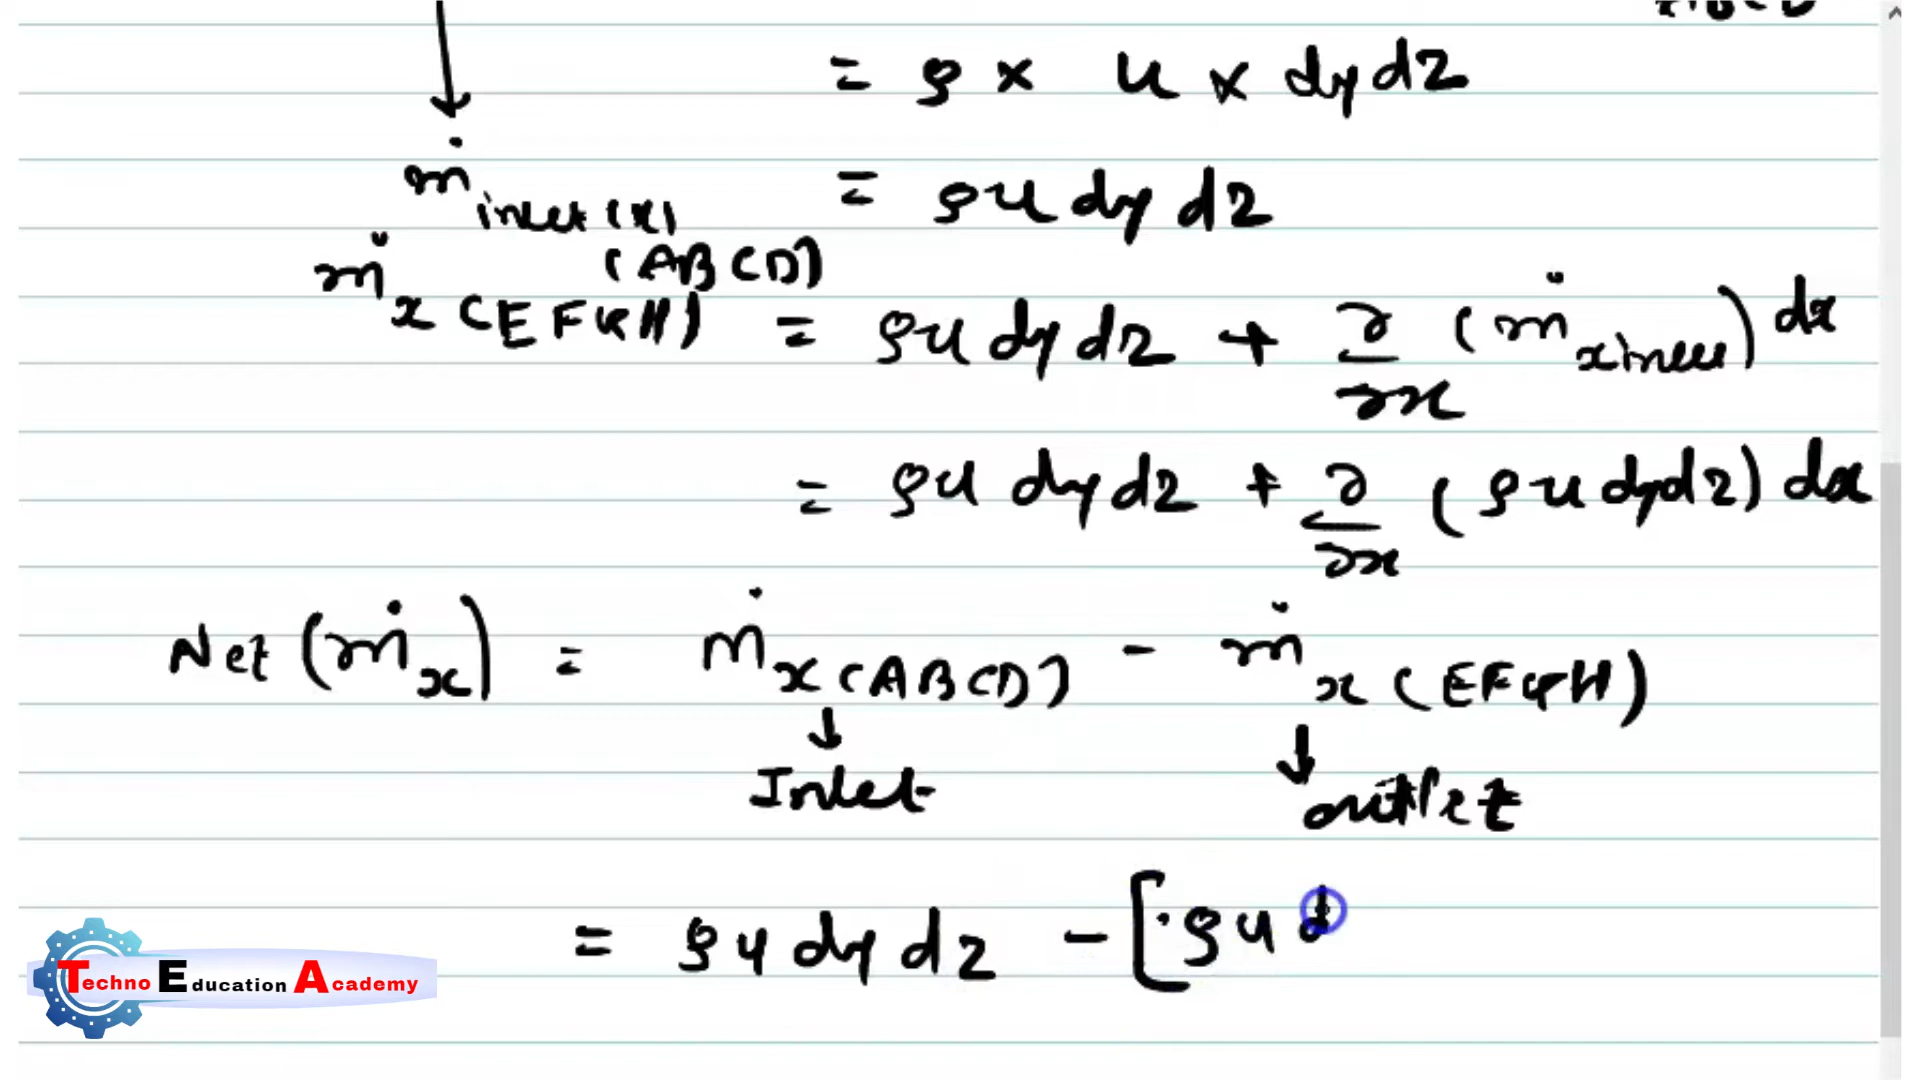 = ρ × u × dy dz
ṁ inlet (x) (ABCD) = ρu dy dz
ṁ x (EFGH) = ρu dy dz + ∂/∂x (ṁ x inlet) dx
= ρu dy dz + ∂/∂x (ρu dy dz) dx
Net (ṁx) = ṁ x (ABCD) - ṁ x (EFGH)
↓ Inlet ↓ outlet
= ρu dy dz - [ρu d
Techno Education Academy